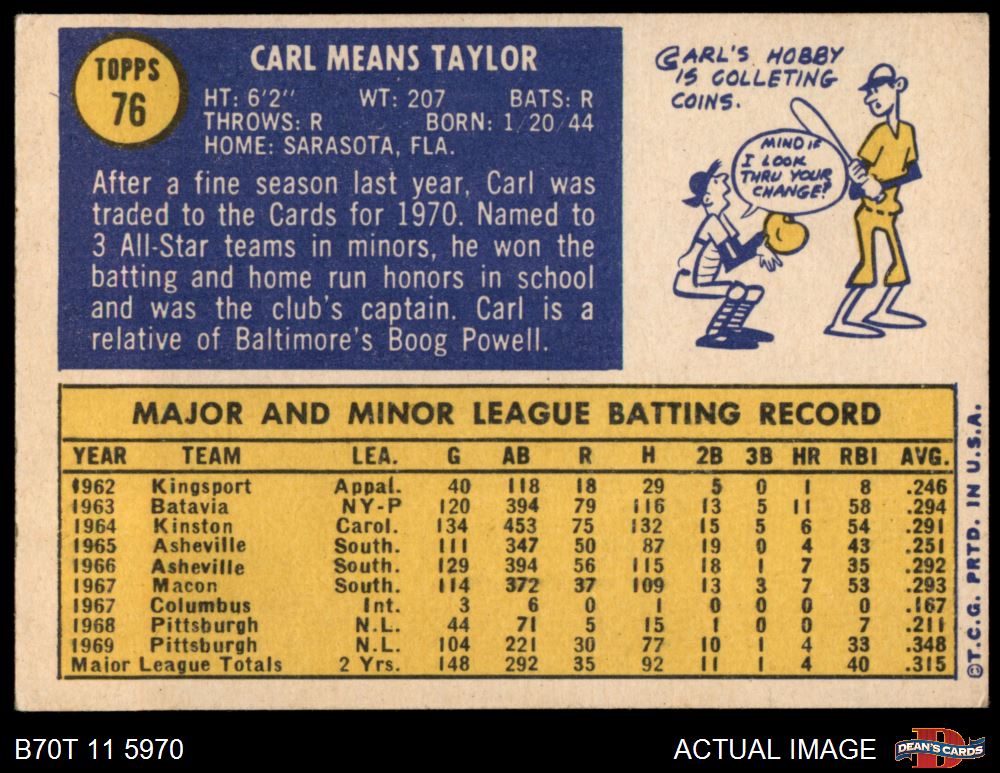 TOPPS
76
CARL MEANS TAYLOR
HT: 6'2" WT: 207 BATS: R
THROWS: R BORN: 1/20/44
HOME: SARASOTA, FLA.
After a fine season last year, Carl was
traded to the Cards for 1970. Named to
3 All-Star teams in minors, he won the
batting and home run honors in school
and was the club's captain. Carl is a
relative of Baltimore's Boog Powell.
CARL'S HOBBY
IS COLLETING
COINS.
MIND IF
I LOOK
THRU YOUR
CHANGE?
MAJOR AND MINOR LEAGUE BATTING RECORD
YEAR TEAM LEA. G AB R H 2B 3B HR RBI AVG.
1962 Kingsport Appal. 40 118 18 29 5 0 1 8 .246
1963 Batavia NY-P 120 394 79 116 13 5 11 58 .294
1964 Kinston Carol. 134 453 75 132 15 5 6 54 .291
1965 Asheville South. 111 347 50 87 19 0 4 43 .251
1966 Asheville South. 129 394 56 115 18 1 7 35 .292
1967 Macon South. 114 372 37 109 13 3 7 53 .293
1967 Columbus Int. 3 6 0 1 0 0 0 0 .167
1968 Pittsburgh N.L. 44 71 5 15 1 0 0 7 .211
1969 Pittsburgh N.L. 104 221 30 77 10 1 4 33 .348
Major League Totals 2 Yrs. 148 292 35 92 11 1 4 40 .315
©T.C.G. PRTD. IN U.S.A.
B70T 11 5970
ACTUAL IMAGE
D
DEAN'S CARDS